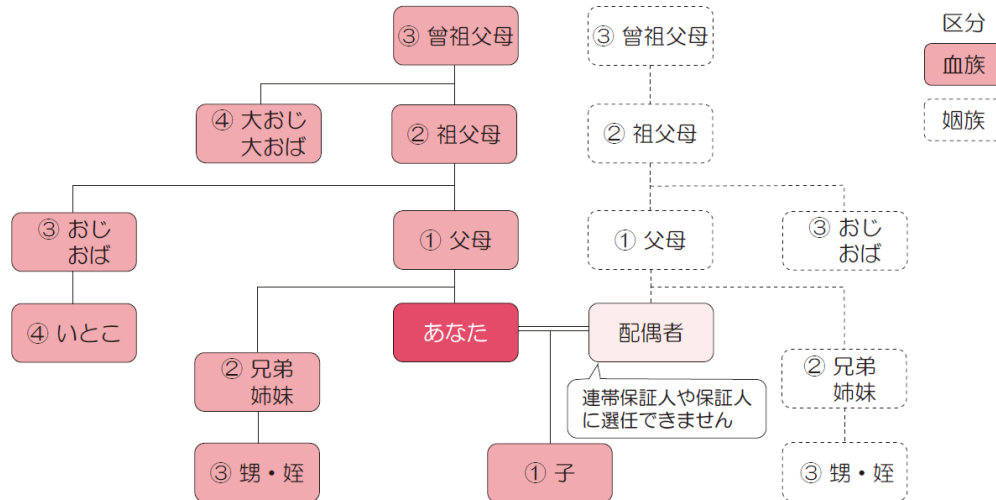 ③ 曾祖父母
③ 曾祖父母
区分
血族
姻族
④ 大おじ
大おば
② 祖父母
② 祖父母
③ おじ
おば
① 父母
① 父母
③ おじ
おば
④ いとこ
あなた
配偶者
② 兄弟
姉妹
② 兄弟
姉妹
連帯保証人や保証人
に選任できません
③ 甥・姪
① 子
③ 甥・姪